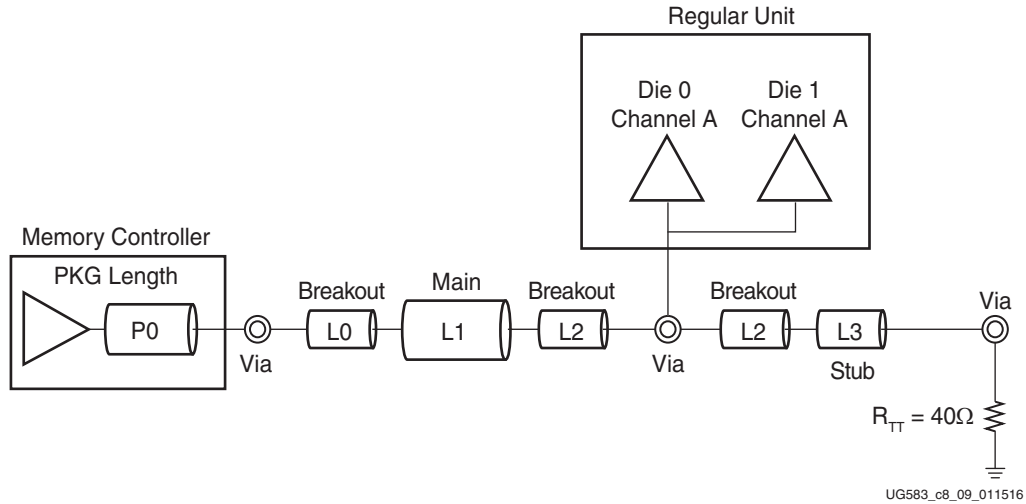 Regular Unit
Die 0
Channel A
Die 1
Channel A
Memory Controller
PKG Length
P0
Via
Breakout
L0
Main
L1
Breakout
L2
Via
Breakout
L2
L3
Stub
Via
RTT = 40Ω
UG583_c8_09_011516